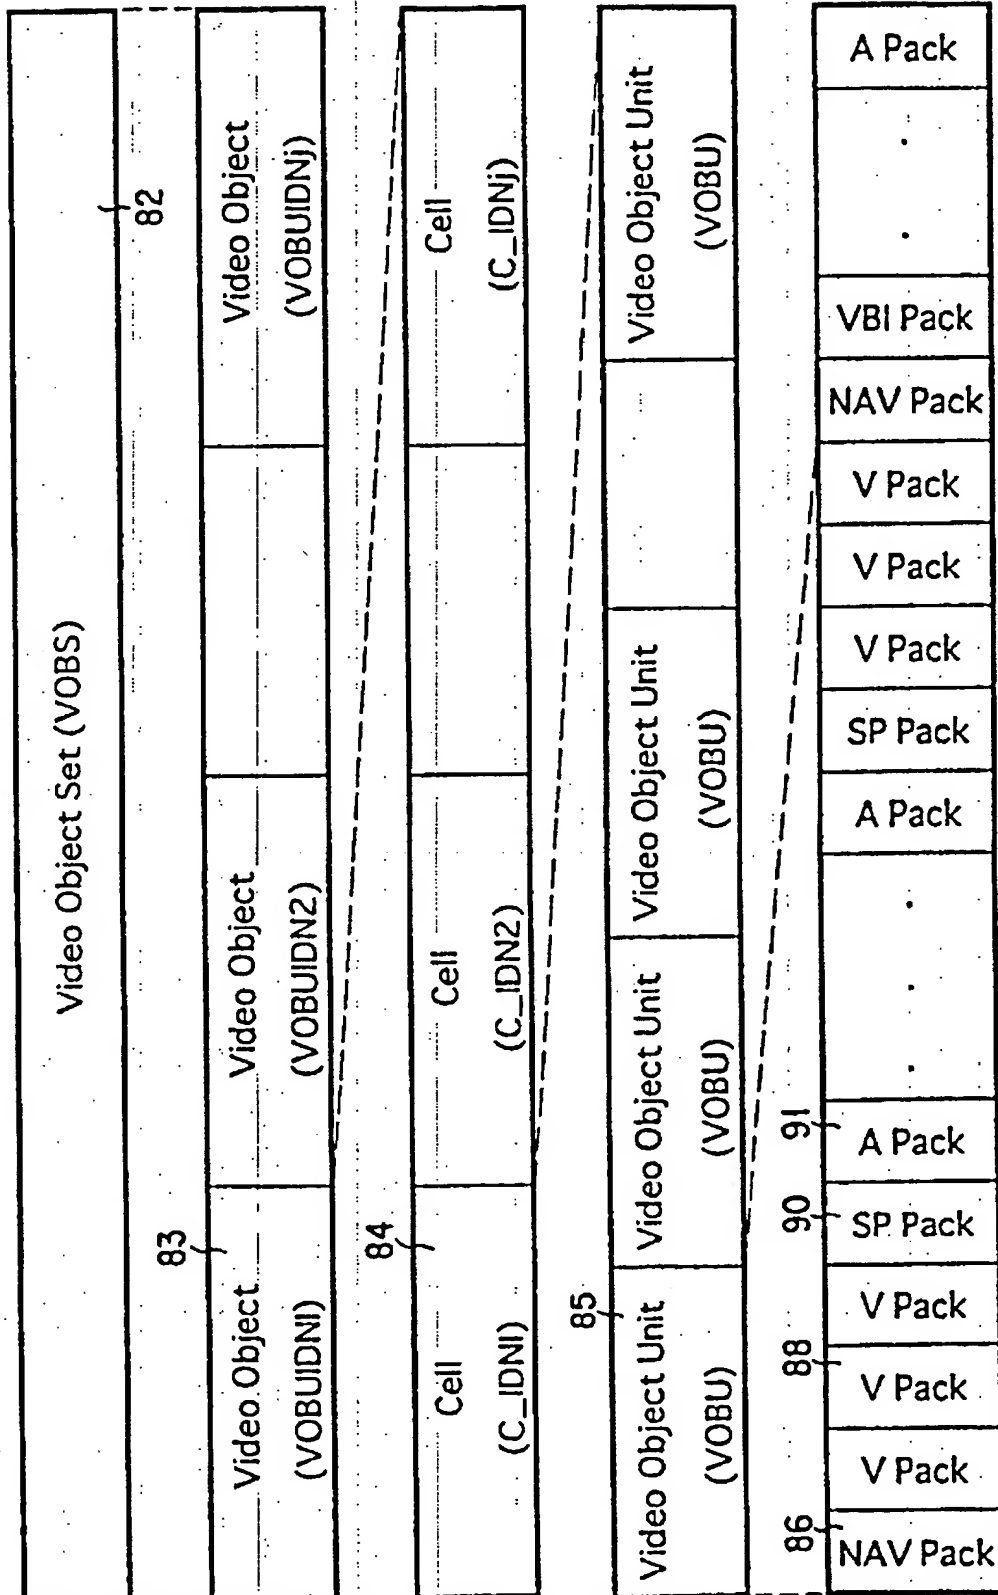 Video Object Set (VOBS)
82
83
Video Object
(VOBUIDN1)
Video Object
(VOBUIDN2)
Video Object
(VOBUIDNj)
84
Cell
(C_IDN1)
Cell
(C_IDN2)
Cell
(C_IDNj)
85
Video Object Unit
(VOBU)
Video Object Unit
(VOBU)
Video Object Unit
(VOBU)
...
Video Object Unit
(VOBU)
86
88
90
91
NAV Pack
V Pack
V Pack
V Pack
SP Pack
A Pack
. . .
A Pack
SP Pack
V Pack
V Pack
V Pack
NAV Pack
VBI Pack
. .
A Pack